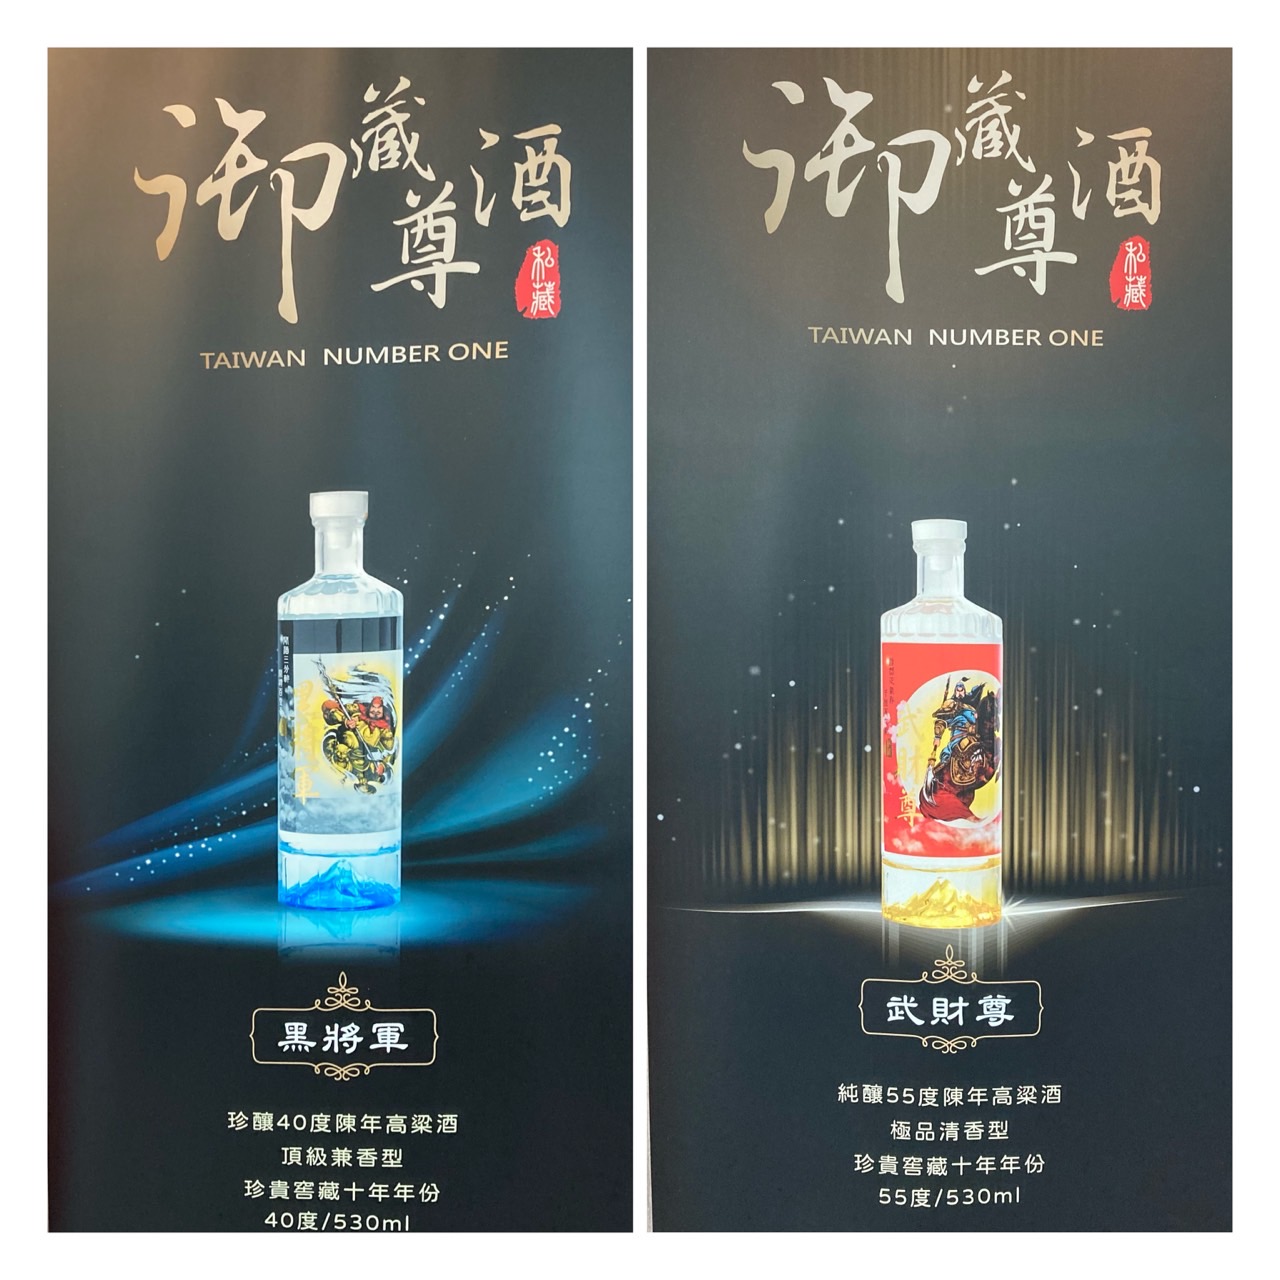 御藏尊酒
私藏
TAIWAN NUMBER ONE
黑將軍
珍釀40度陳年高粱酒
頂級兼香型
珍貴窖藏十年年份
40度/530ml
御藏尊酒
私藏
TAIWAN NUMBER ONE
武財尊
武財尊
純釀55度陳年高粱酒
極品清香型
珍貴窖藏十年年份
55度/530ml